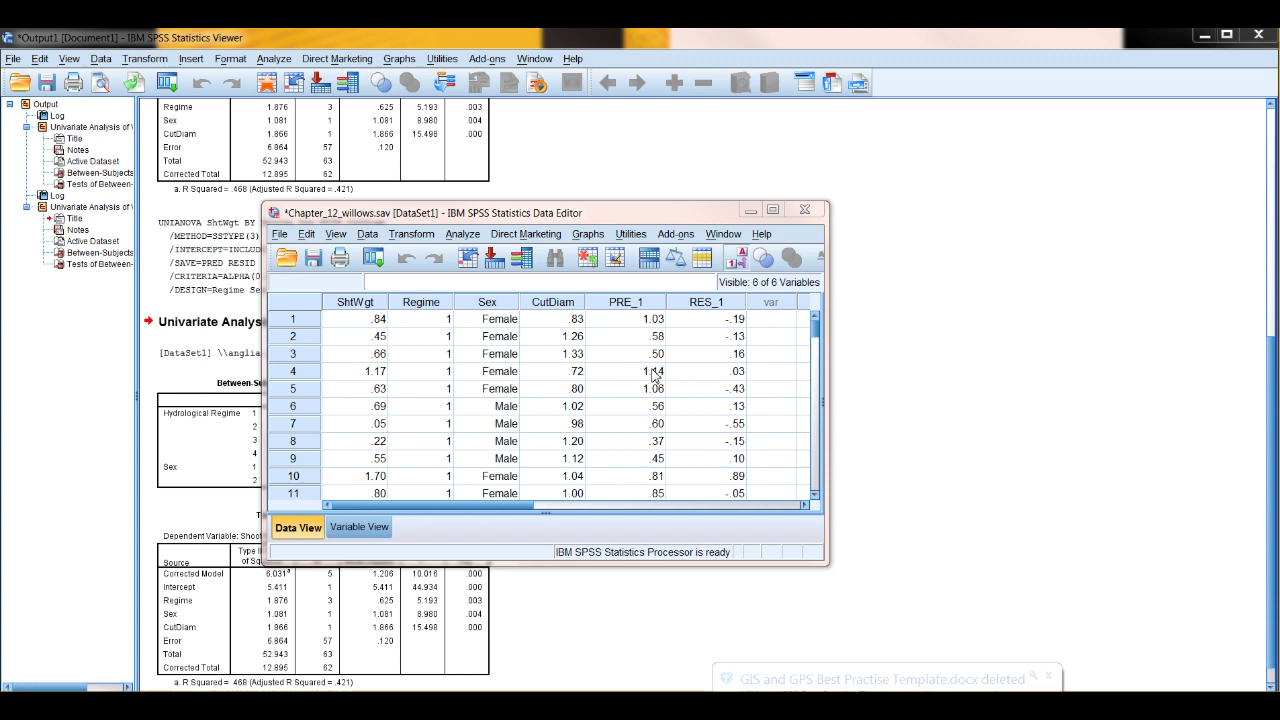 *Output1 [Document1] - IBM SPSS Statistics Viewer
File Edit View Data Transform Insert Format Analyze Direct Marketing Graphs Utilities Add-ons Window Help
Output
Log
Univariate Analysis of V
Title
Notes
Active Dataset
Between-Subjects
Tests of Between-
Log
Univariate Analysis of V
Title
Notes
Active Dataset
Between-Subjects
Tests of Between-
Regime 1.876 3 .625 5.193 .003
Sex 1.081 1 1.081 8.980 .004
CutDiam 1.866 1 1.866 15.498 .000
Error 6.864 57 .120
Total 52.943 63
Corrected Total 12.895 62
a. R Squared = .468 (Adjusted R Squared = .421)
UNIANOVA ShtWgt BY
/METHOD=SSTYPE(3)
/INTERCEPT=INCLUD
/SAVE=PRED RESID
/CRITERIA=ALPHA(0
/DESIGN=Regime Se
Univariate Analys
[DataSet1] \\anglia
Between-Su
Hydrological Regime 1
2
3
4
Sex 1
2
*Chapter_12_willows.sav [DataSet1] - IBM SPSS Statistics Data Editor
File Edit View Data Transform Analyze Direct Marketing Graphs Utilities Add-ons Window Help
Visible: 6 of 6 Variables
ShtWgt Regime Sex CutDiam PRE_1 RES_1 var
1 .84 1 Female .83 1.03 -.19
2 .45 1 Female 1.26 .58 -.13
3 .66 1 Female 1.33 .50 .16
4 1.17 1 Female .72 1.14 .03
5 .63 1 Female .80 1.06 -.43
6 .69 1 Male 1.02 .56 .13
7 .05 1 Male .98 .60 -.55
8 .22 1 Male 1.20 .37 -.15
9 .55 1 Male 1.12 .45 .10
10 1.70 1 Female 1.04 .81 .89
11 .80 1 Female 1.00 .85 -.05
Data View Variable View
IBM SPSS Statistics Processor is ready
Dependent Variable: Shoo
Source Type II
of Squ
Corrected Model 6.031a 5 1.206 10.016 .000
Intercept 5.411 1 5.411 44.934 .000
Regime 1.876 3 .625 5.193 .003
Sex 1.081 1 1.081 8.980 .004
CutDiam 1.866 1 1.866 15.498 .000
Error 6.864 57 .120
Total 52.943 63
Corrected Total 12.895 62
a. R Squared = .468 (Adjusted R Squared = .421)
GIS and GPS Best Practise Template.docx deleted